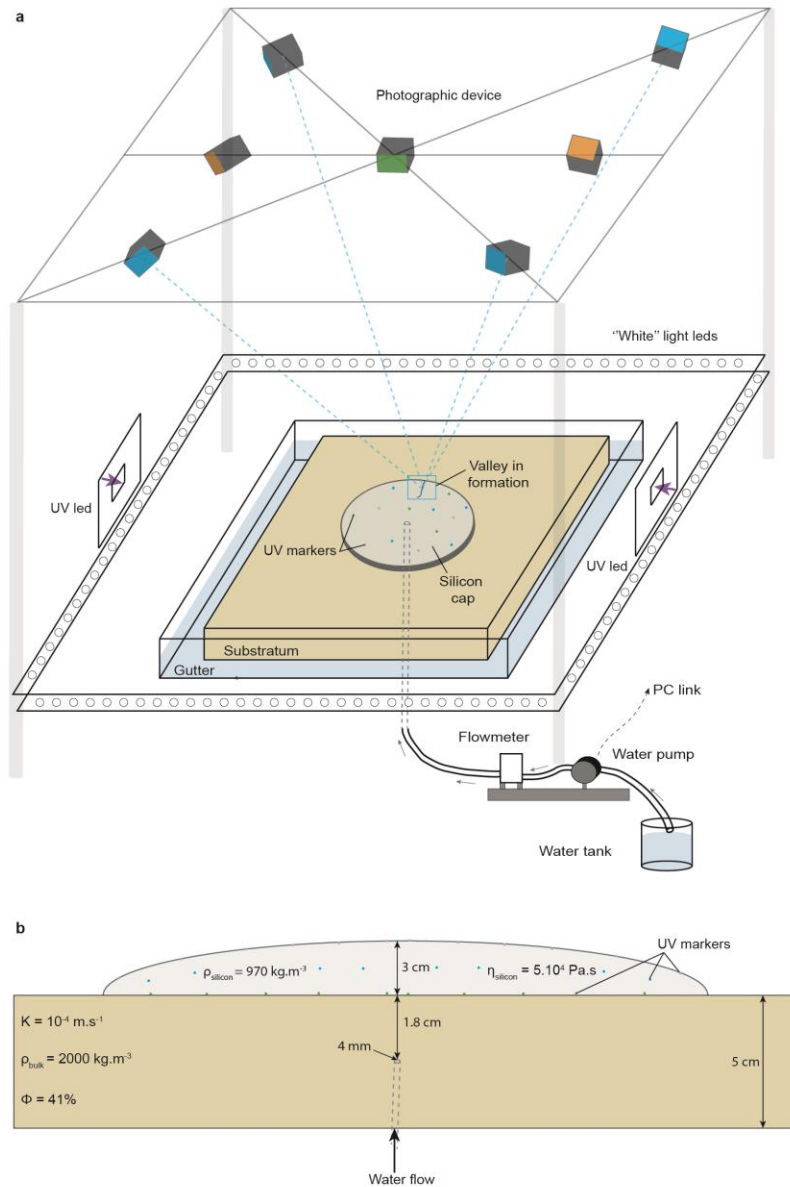 a
Photographic device
"White" light leds
UV led
Valley in
formation
UV markers
UV led
Silicon
cap
Substratum
Gutter
PC link
Flowmeter
Water pump
Water tank
b
UV markers
ρsilicon = 970 kg.m⁻³
3 cm
ηsilicon = 5.10⁴ Pa.s
K = 10⁻⁴ m.s⁻¹
1.8 cm
4 mm
ρbulk = 2000 kg.m⁻³
5 cm
Φ = 41%
Water flow